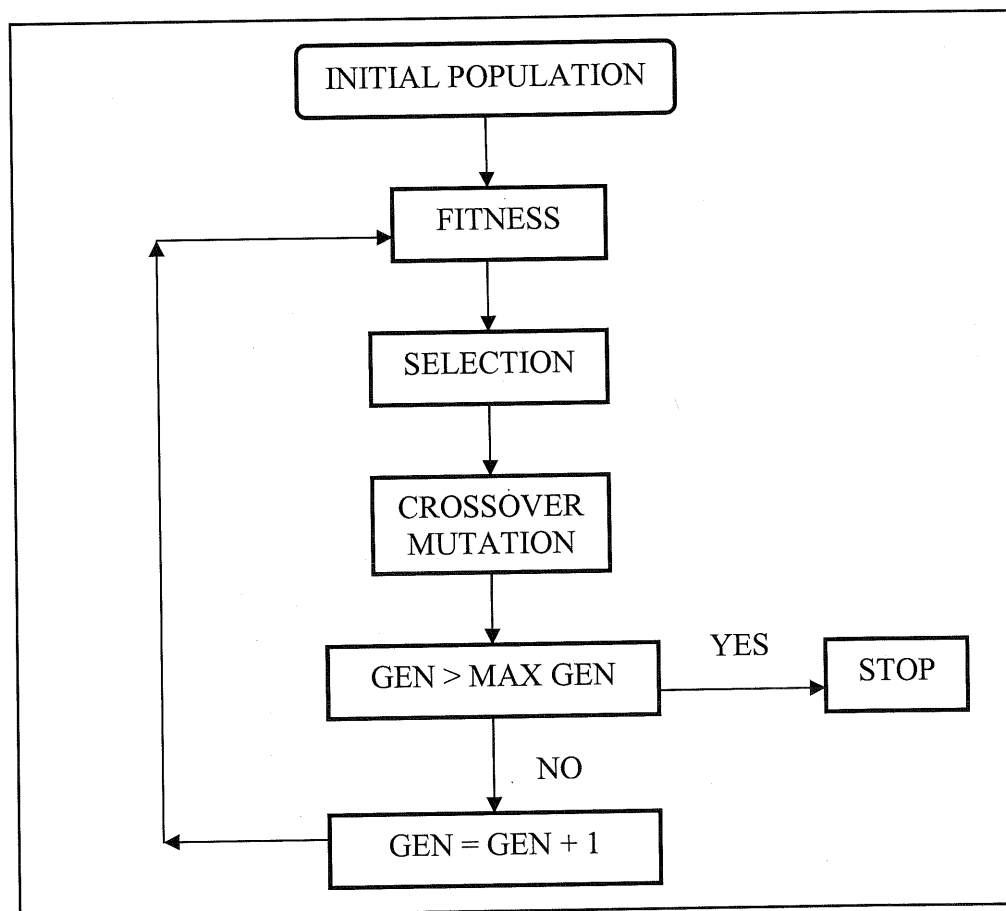 INITIAL POPULATION
FITNESS
SELECTION
CROSSOVER
MUTATION
GEN > MAX GEN
YES
STOP
NO
GEN = GEN + 1